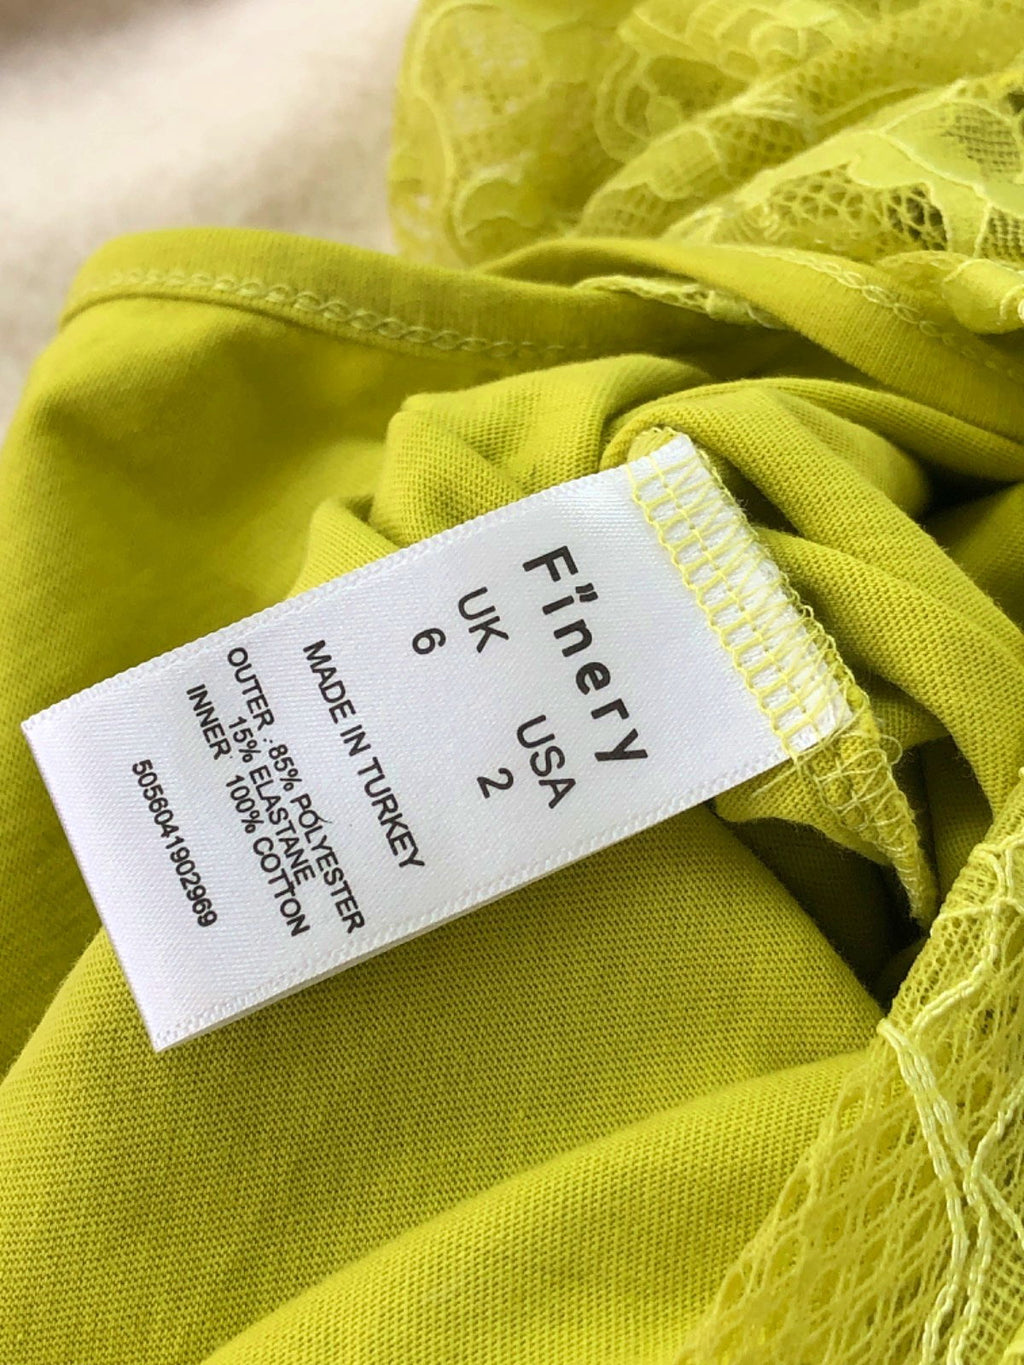 Finery
UK USA
6 2
MADE IN TURKEY
OUTER : 85% POLYESTER
15% ELASTANE
INNER: 100% COTTON
5056041902969